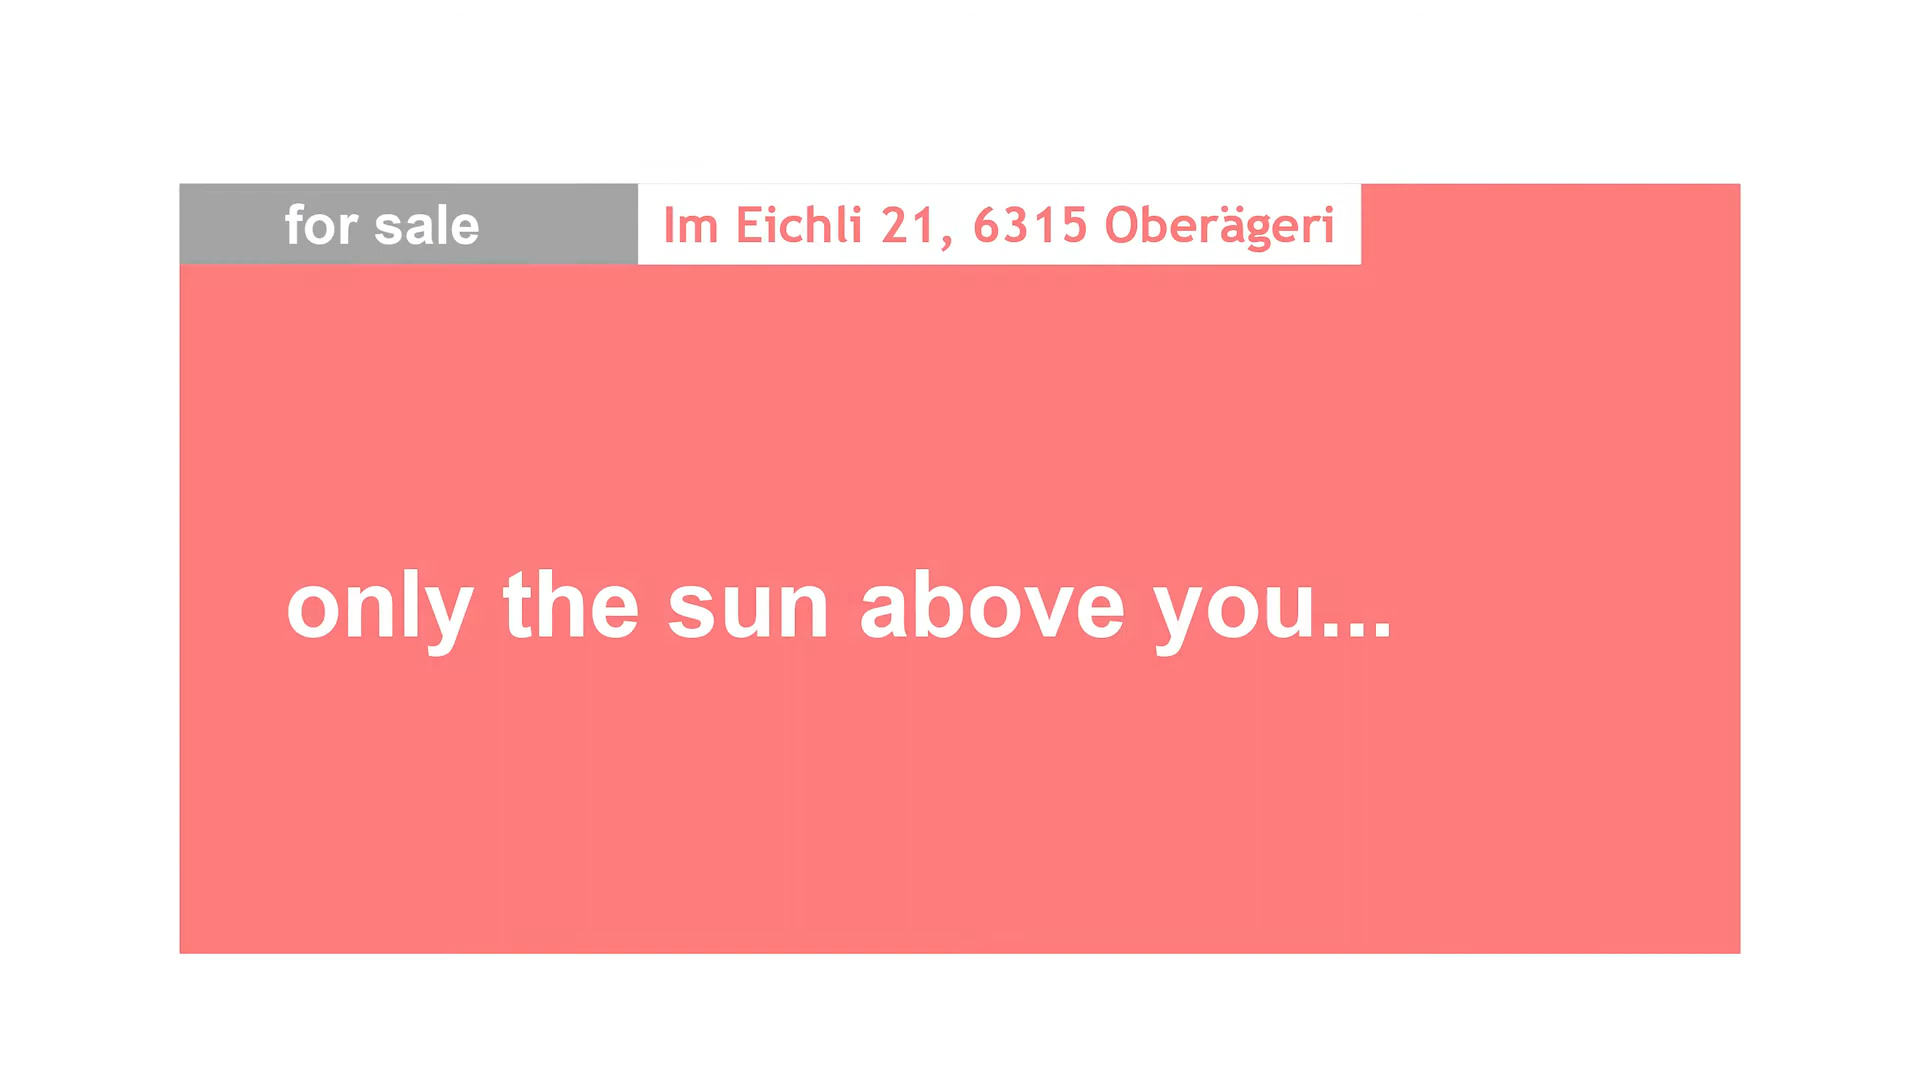 for sale
Im Eichli 21, 6315 Oberägeri
only the sun above you...